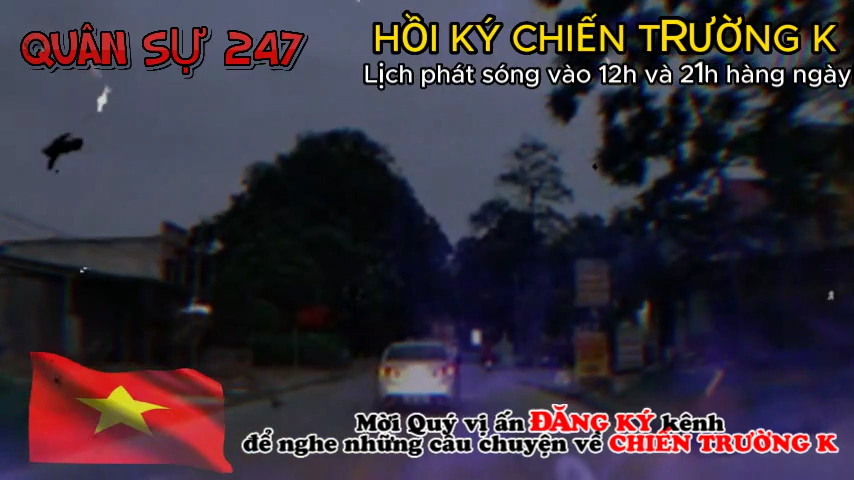 QUÂN SỰ 247
HỒI KÝ CHIẾN TRƯỜNG K
Lịch phát sóng vào 12h và 21h hàng ngày
Mời Quý vị ấn ĐĂNG KÝ kênh
để nghe những câu chuyện về CHIẾN TRƯỜNG K